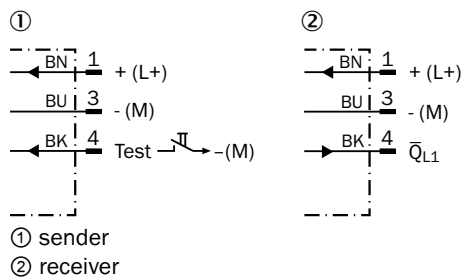 ① ②
BN 1 + (L+) BN 1 + (L+)
BU 3 - (M) BU 3 - (M)
BK 4 Test –(M) BK 4 Q̅L1
① sender
② receiver